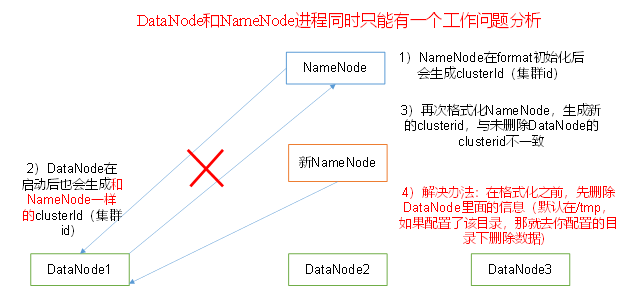 DataNode和NameNode进程同时只能有一个工作问题分析
NameNode
1）NameNode在format初始化后
会生成clusterId（集群id）
3）再次格式化NameNode，生成新
的clusterid，与未删除DataNode的
clusterid不一致
新NameNode
2）DataNode在
启动后也会生成和
NameNode一样
的clusterId（集群
id）
4）解决办法：在格式化之前，先删除
DataNode里面的信息（默认在/tmp，
如果配置了该目录，那就去你配置的目
录下删除数据)
DataNode1
DataNode2
DataNode3